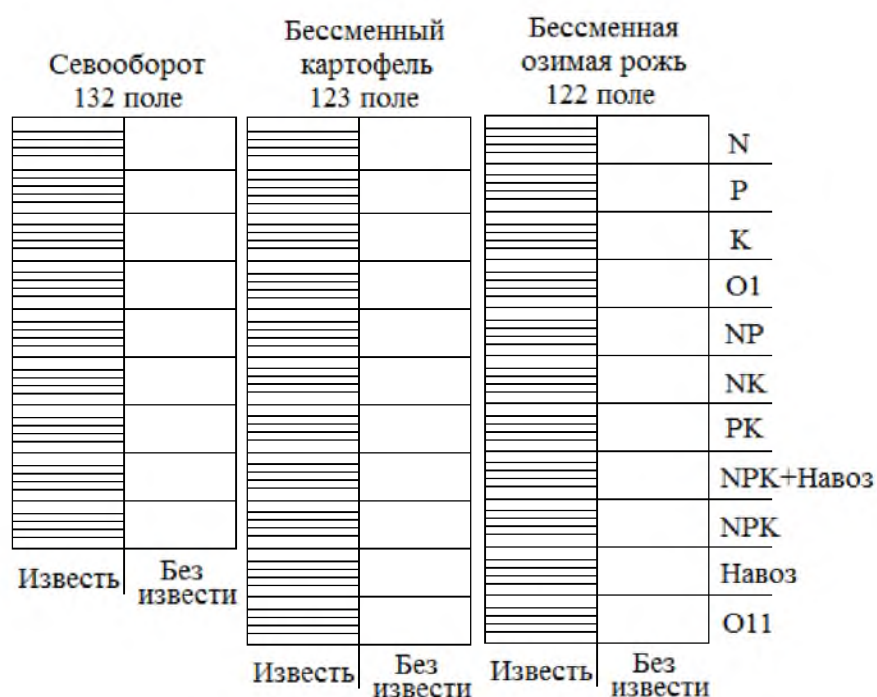 Севооборот
132 поле
Бессменный
картофель
123 поле
Бессменная
озимая рожь
122 поле
N
P
K
O1
NP
NK
PK
NPK+Навоз
NPK
Навоз
O11
Известь
Без
извести
Известь
Без
извести
Известь
Без
извести